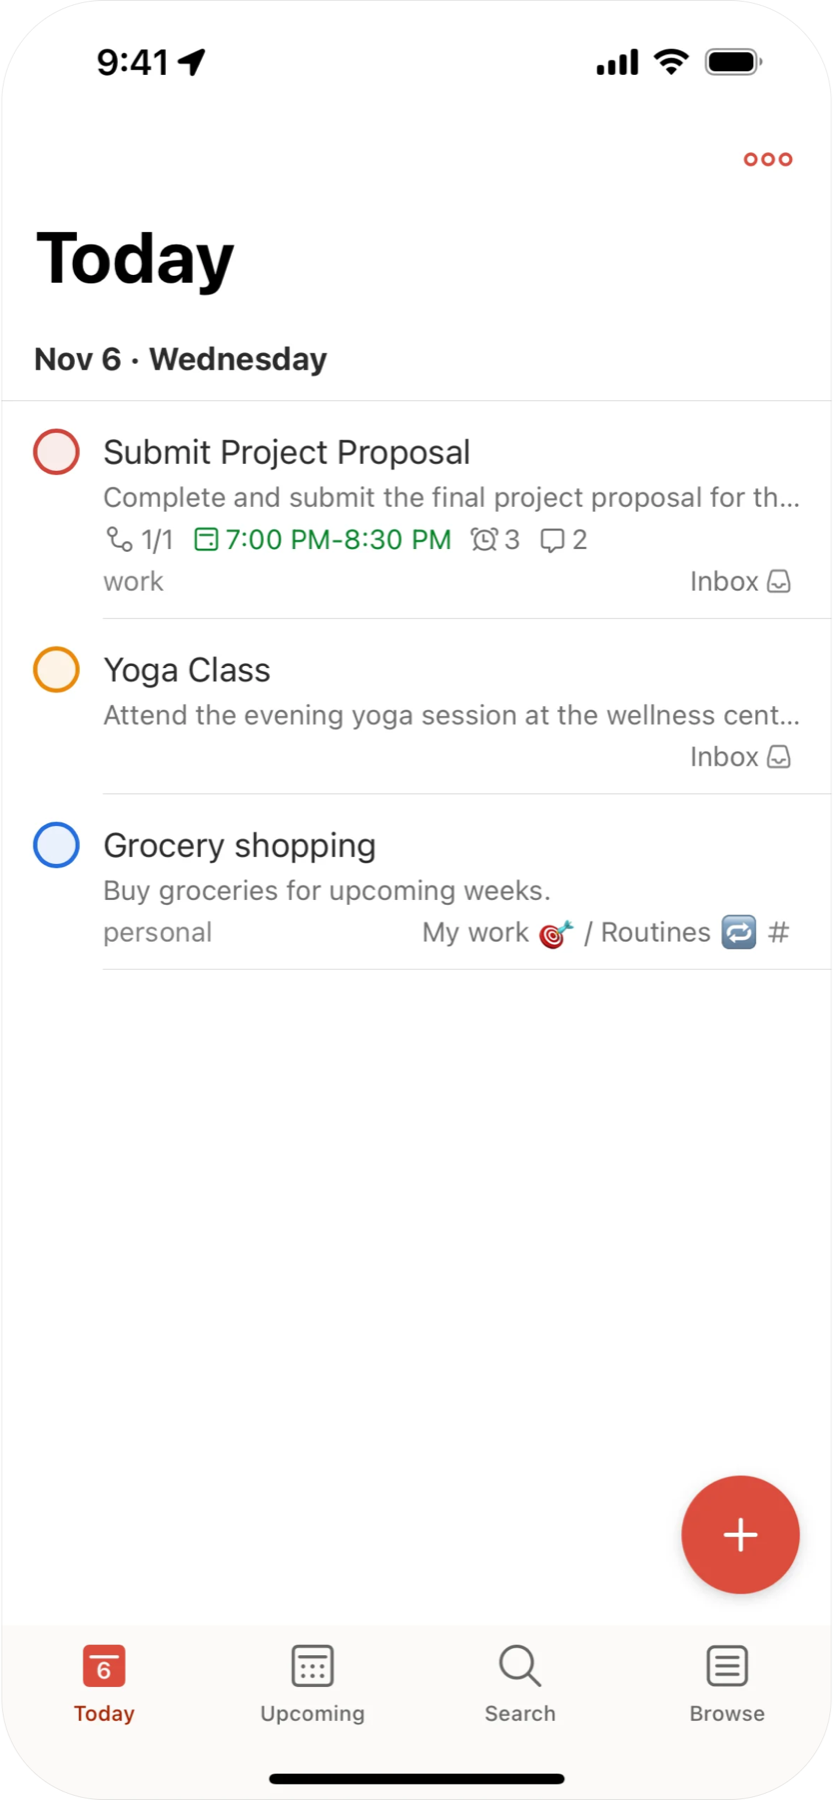 9:41
Today
Nov 6 · Wednesday
Submit Project Proposal
Complete and submit the final project proposal for th...
1/1 7:00 PM-8:30 PM 3 2
work Inbox
Yoga Class
Attend the evening yoga session at the wellness cent...
Inbox
Grocery shopping
Buy groceries for upcoming weeks.
personal My work 🎯 / Routines 🔁 #
6
Today Upcoming Search Browse